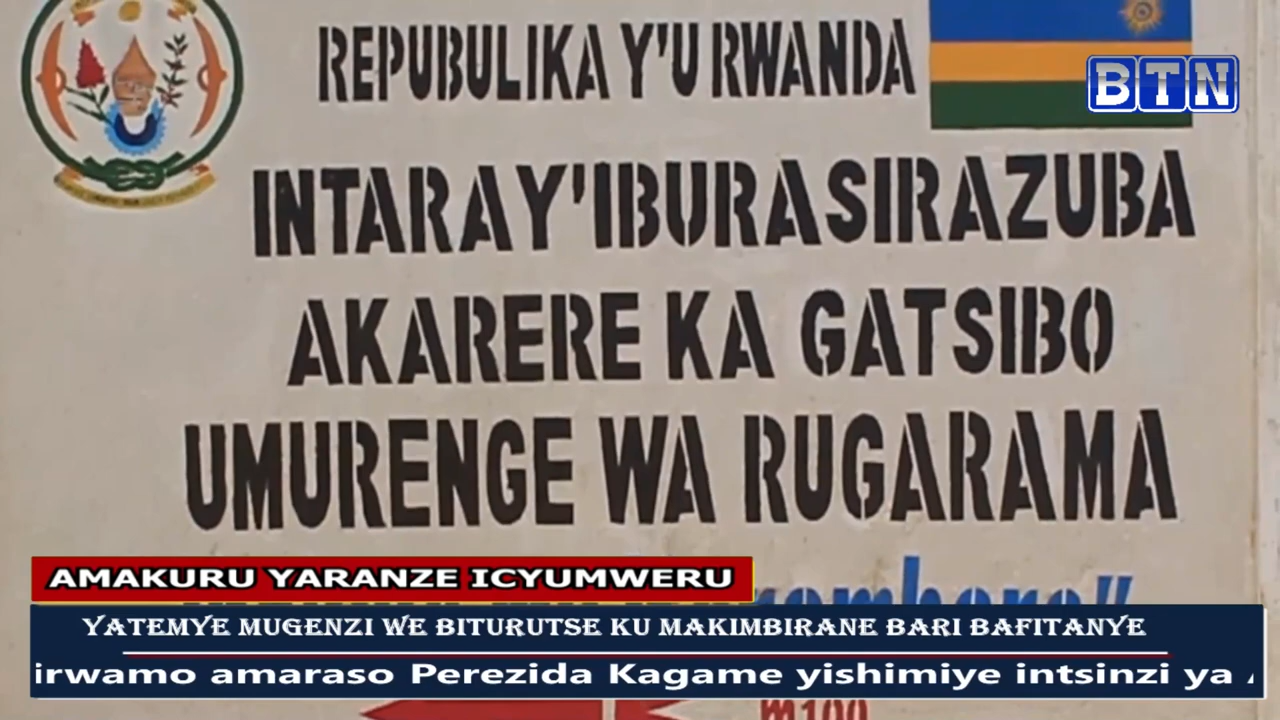 REPUBULIKA Y'U RWANDA
BTN
INTARA Y'IBURASIRAZUBA
AKARERE KA GATSIBO
UMURENGE WA RUGARAMA
AMAKURU YARANZE ICYUMWERU
YATEMYE MUGENZI WE BITURUTSE KU MAKIMBIRANE BARI BAFITANYE
irwamo amaraso Perezida Kagame yishimiye intsinzi ya
m100